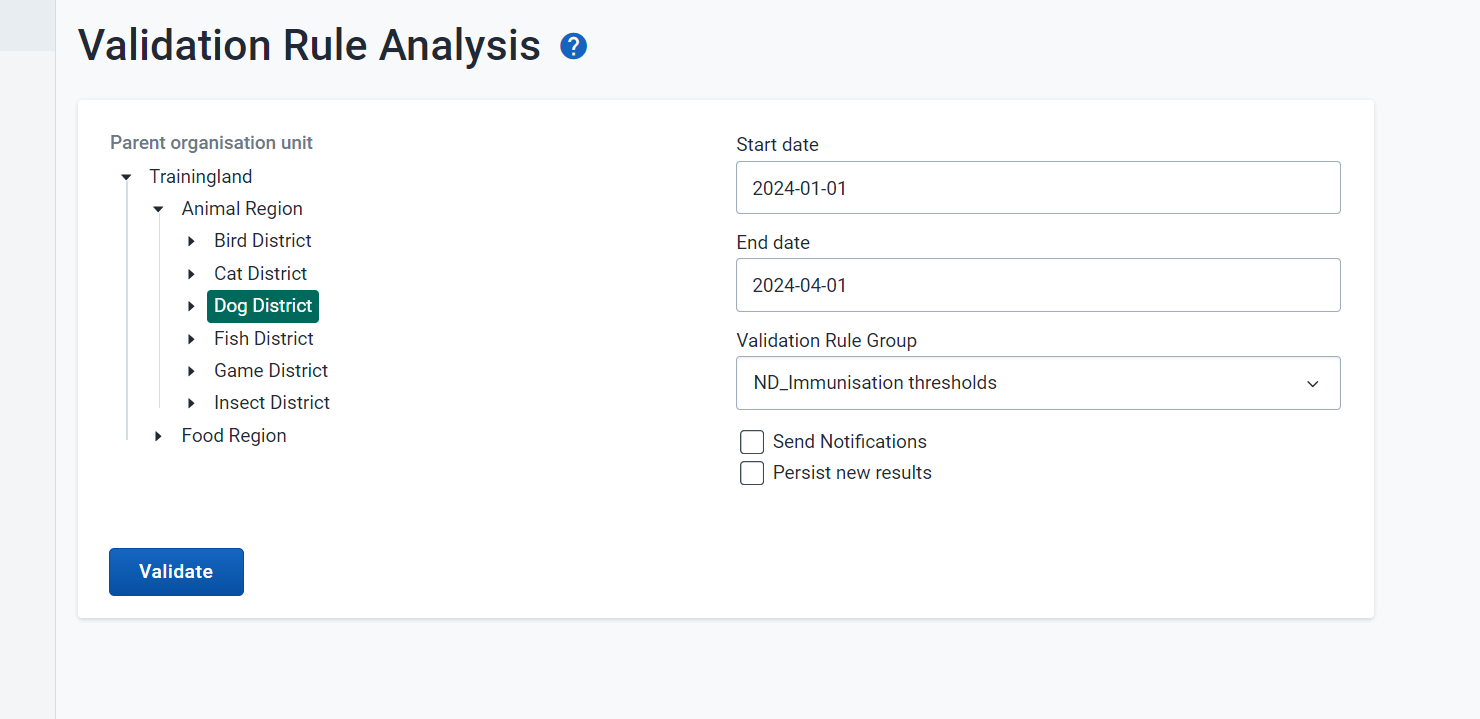 Validation Rule Analysis ?
Parent organisation unit
Trainingland
Animal Region
Bird District
Cat District
Dog District
Fish District
Game District
Insect District
Food Region
Start date
2024-01-01
End date
2024-04-01
Validation Rule Group
ND_Immunisation thresholds
Send Notifications
Persist new results
Validate